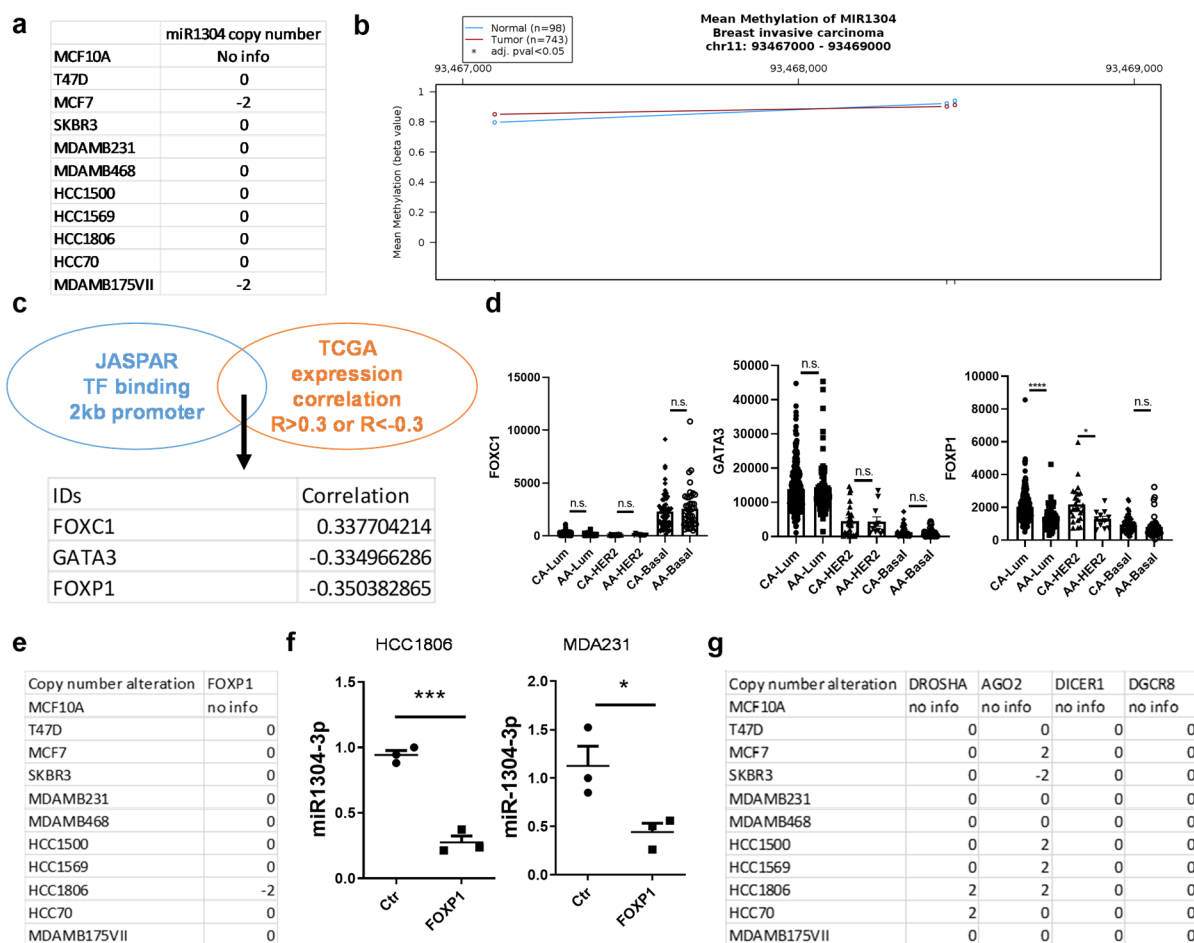 a
miR1304 copy number
MCF10A No info
T47D 0
MCF7 -2
SKBR3 0
MDAMB231 0
MDAMB468 0
HCC1500 0
HCC1569 0
HCC1806 0
HCC70 0
MDAMB175VII -2
b
Mean Methylation of MIR1304
Breast invasive carcinoma
chr11: 93467000 - 93469000
Normal (n=98)
Tumor (n=743)
* adj. pval<0.05
93,467,000 93,468,000 93,469,000
Mean Methylation (beta value)
1
0.8
0.6
0.4
0.2
0
c
JASPAR
TF binding
2kb promoter
TCGA
expression
correlation
R>0.3 or R<-0.3
IDs Correlation
FOXC1 0.337704214
GATA3 -0.334966286
FOXP1 -0.350382865
d
FOXC1
15000
10000
5000
0
n.s. n.s. n.s.
CA-Lum AA-Lum CA-HER2 AA-HER2 CA-Basal AA-Basal
GATA3
50000
40000
30000
20000
10000
0
n.s. n.s. n.s.
CA-Lum AA-Lum CA-HER2 AA-HER2 CA-Basal AA-Basal
FOXP1
10000
8000
6000
4000
2000
0
**** * n.s.
CA-Lum AA-Lum CA-HER2 AA-HER2 CA-Basal AA-Basal
e
Copy number alteration FOXP1
MCF10A no info
T47D 0
MCF7 0
SKBR3 0
MDAMB231 0
MDAMB468 0
HCC1500 0
HCC1569 0
HCC1806 -2
HCC70 0
MDAMB175VII 0
f
HCC1806
miR1304-3p
1.5
1.0
0.5
0.0
***
Ctr FOXP1
MDA231
miR-1304-3p
2.0
1.5
1.0
0.5
0.0
*
Ctr FOXP1
g
Copy number alteration DROSHA AGO2 DICER1 DGCR8
MCF10A no info no info no info no info
T47D 0 0 0 0
MCF7 0 2 0 0
SKBR3 0 -2 0 0
MDAMB231 0 0 0 0
MDAMB468 0 0 0 0
HCC1500 0 2 0 0
HCC1569 0 2 0 0
HCC1806 2 2 0 0
HCC70 2 0 0 0
MDAMB175VII 0 0 0 0